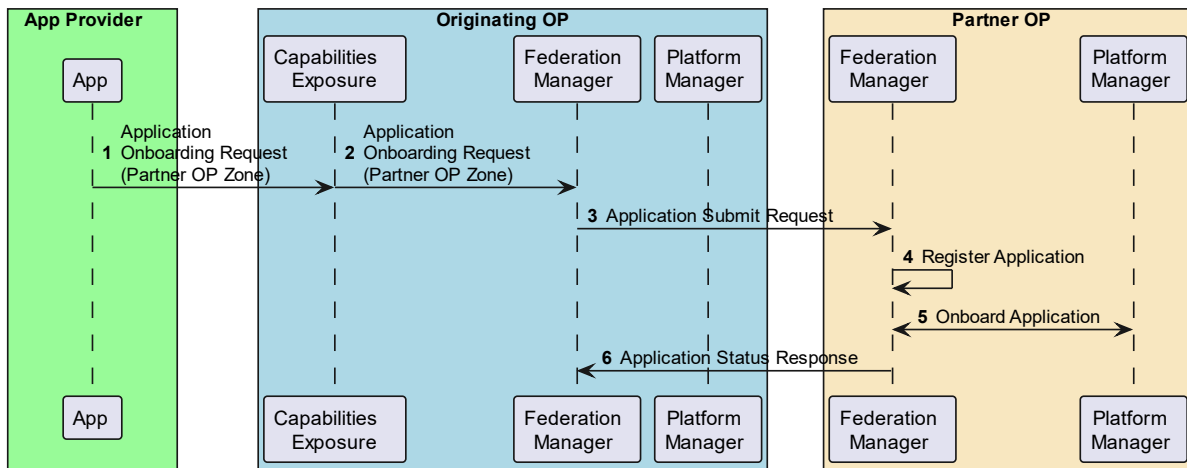 App Provider
Originating OP
Partner OP
App
Capabilities
Exposure
Federation
Manager
Platform
Manager
Federation
Manager
Platform
Manager
Application
1 Onboarding Request
(Partner OP Zone)
Application
2 Onboarding Request
(Partner OP Zone)
3 Application Submit Request
4 Register Application
5 Onboard Application
6 Application Status Response
App
Capabilities
Exposure
Federation
Manager
Platform
Manager
Federation
Manager
Platform
Manager